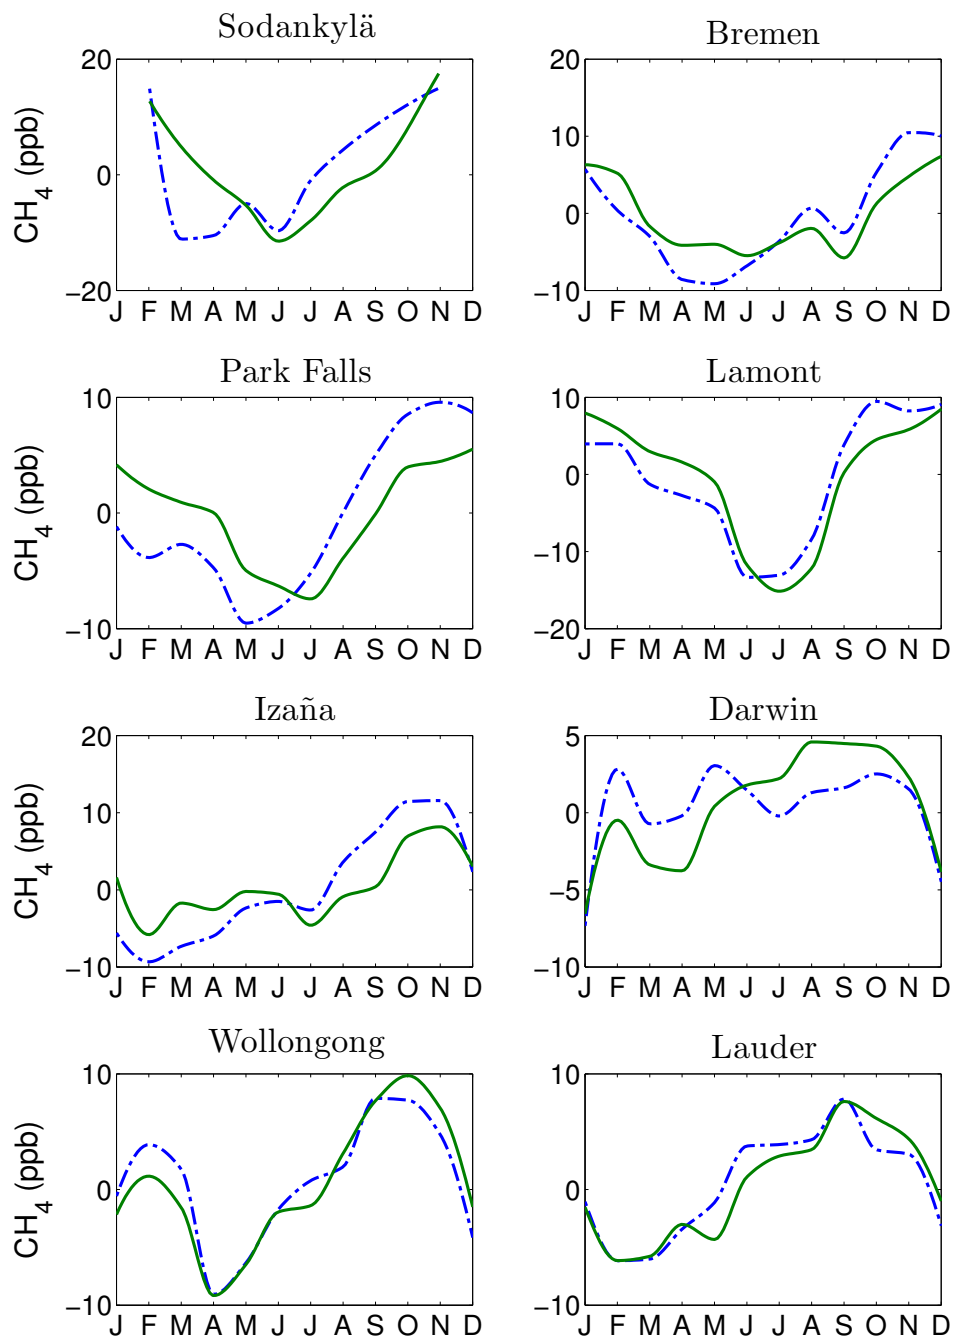 Sodankylä
Bremen
20
0
−20
CH4 (ppb)
J F M A M J J A S O N D
20
10
0
−10
J F M A M J J A S O N D
Park Falls
Lamont
10
0
−10
CH4 (ppb)
J F M A M J J A S O N D
10
0
−10
−20
J F M A M J J A S O N D
Izaña
Darwin
20
10
0
−10
CH4 (ppb)
J F M A M J J A S O N D
5
0
−5
−10
J F M A M J J A S O N D
Wollongong
Lauder
10
0
−10
CH4 (ppb)
J F M A M J J A S O N D
10
0
−10
J F M A M J J A S O N D